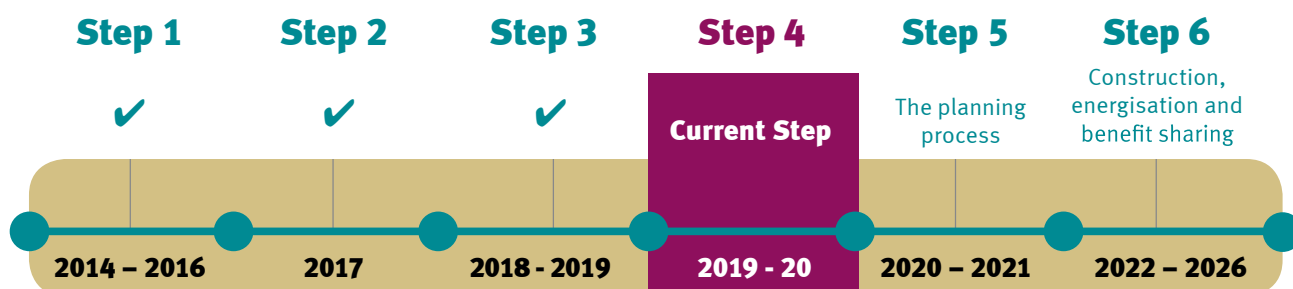 Step 1
Step 2
Step 3
Step 4
Step 5
Step 6
✔
✔
✔
Current Step
The planning
process
Construction,
energisation and
benefit sharing
2014 – 2016
2017
2018 - 2019
2019 - 20
2020 – 2021
2022 – 2026